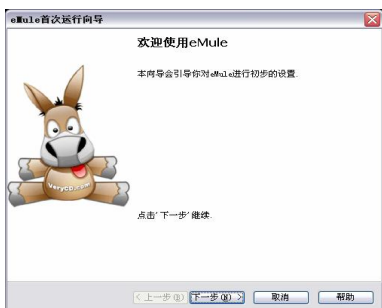 eMule首次运行向导
欢迎使用eMule
本向导会引导你对eMule进行初步的设置.
VeryCD.com
点击'下一步'继续.
<上一步(B) 下一步(N)> 取消 帮助